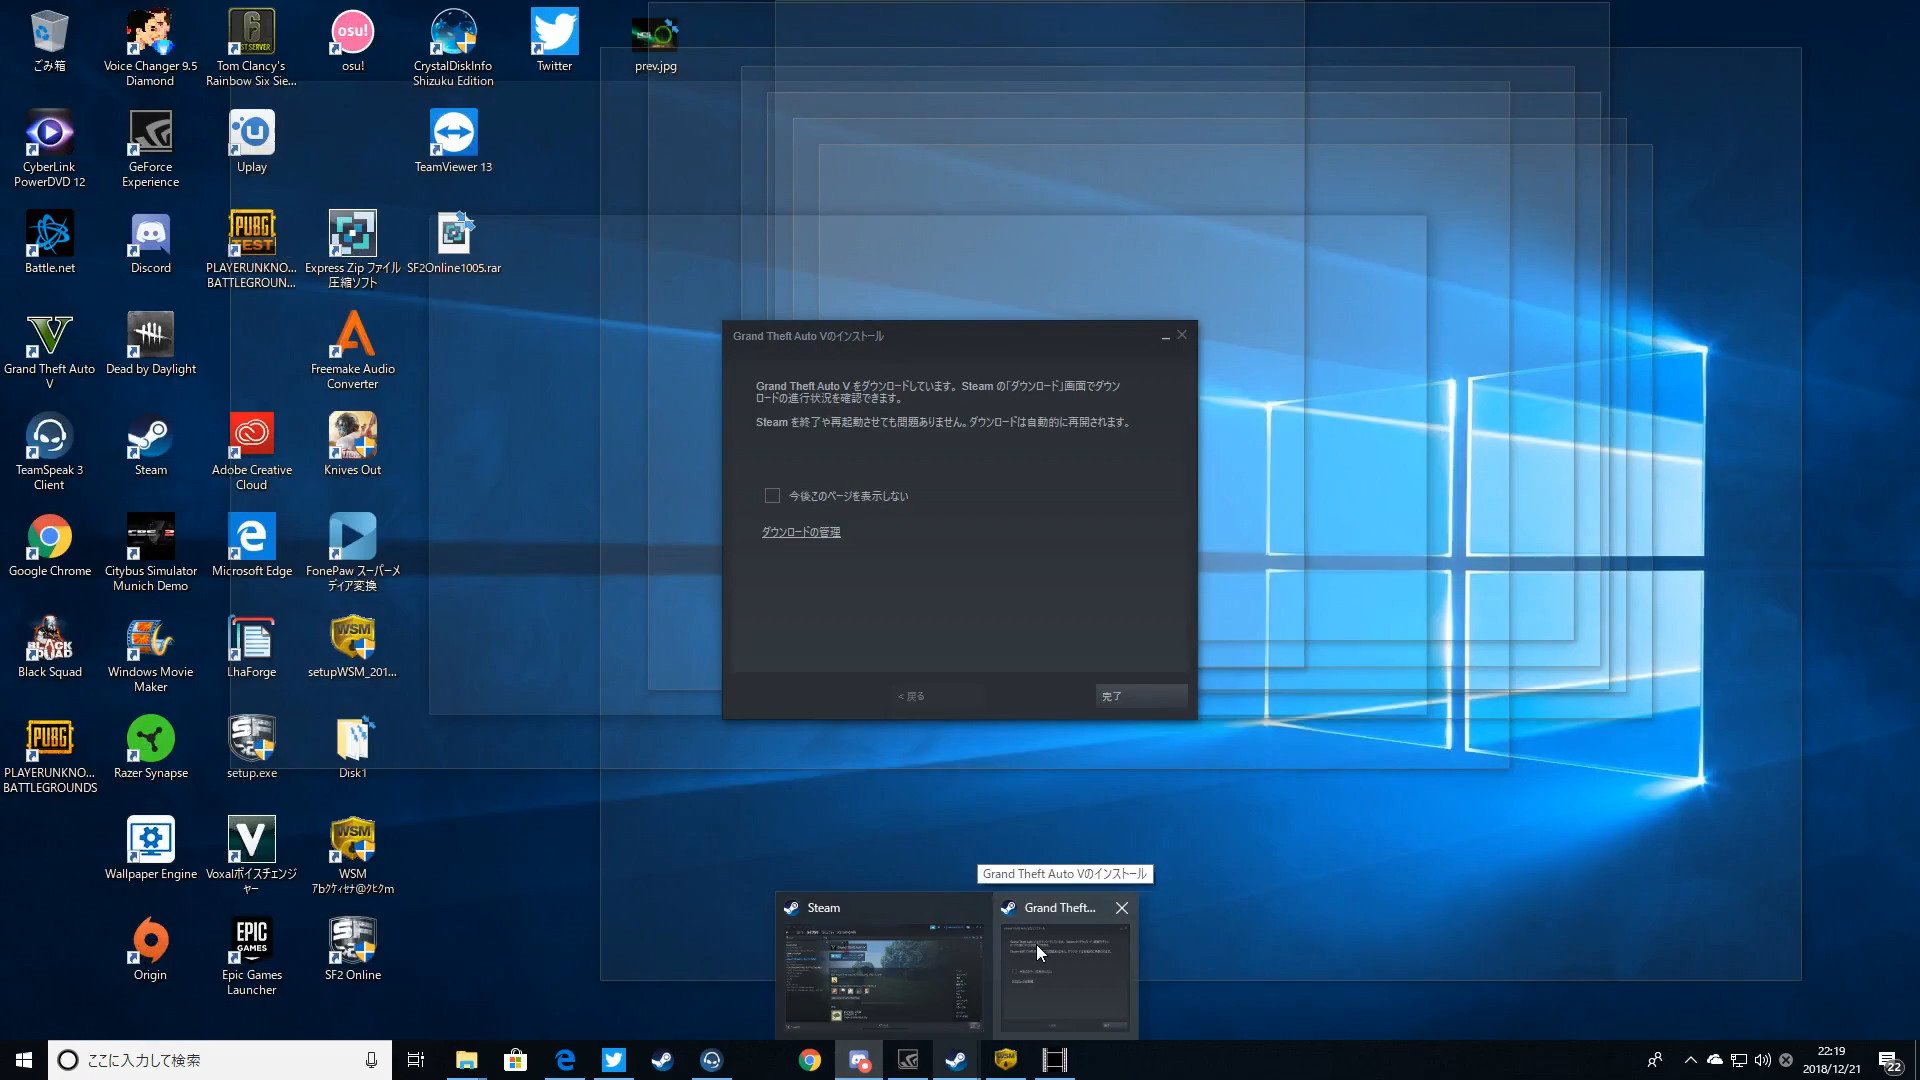 ごみ箱
Voice Changer 9.5
Diamond
Tom Clancy's
Rainbow Six Sie...
osu!
CrystalDiskInfo
Shizuku Edition
Twitter
prev.jpg
CyberLink
PowerDVD 12
GeForce
Experience
Uplay
TeamViewer 13
Battle.net
Discord
PLAYERUNKNO...
BATTLEGROUN...
Express Zip ファイル
圧縮ソフト
SF2Online1005.rar
Grand Theft Auto
V
Dead by Daylight
Freemake Audio
Converter
TeamSpeak 3
Client
Steam
Adobe Creative
Cloud
Knives Out
Google Chrome
Citybus Simulator
Munich Demo
Microsoft Edge
FonePaw スーパーメ
ディア変換
Black Squad
Windows Movie
Maker
LhaForge
setupWSM_201...
PLAYERUNKNO...
BATTLEGROUNDS
Razer Synapse
setup.exe
Disk1
Wallpaper Engine
Voxalボイスチェンジ
ャー
WSM
Origin
Epic Games
Launcher
SF2 Online
Grand Theft Auto Vのインストール
Grand Theft Auto V をダウンロードしています。 Steam の「ダウンロード」画面でダウン
ロードの進行状況を確認できます。
Steam を終了や再起動させても問題ありません。ダウンロードは自動的に再開されます。
今後このページを表示しない
ダウンロードの管理
< 戻る
完了
Grand Theft Auto Vのインストール
Steam
Grand Theft...
ここに入力して検索
22:19
2018/12/21
22